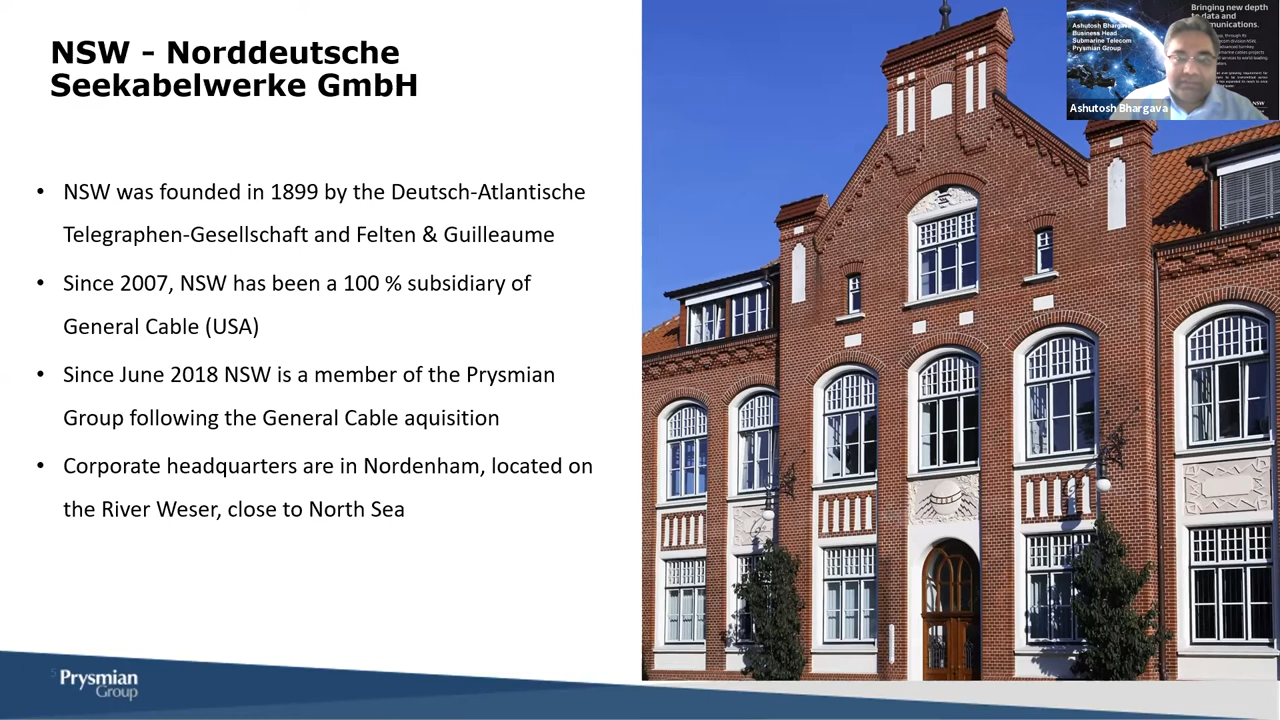 NSW - Norddeutsche
Seekabelwerke GmbH
• NSW was founded in 1899 by the Deutsch-Atlantische
Telegraphen-Gesellschaft and Felten & Guilleaume
• Since 2007, NSW has been a 100 % subsidiary of
General Cable (USA)
• Since June 2018 NSW is a member of the Prysmian
Group following the General Cable aquisition
• Corporate headquarters are in Nordenham, located on
the River Weser, close to North Sea
5
Prysmian
Group
Bringing new depth
to data and
Ashutosh
Business Head
Submarine Telecom
Prysmian Group
Ashutosh Bhargava
NSW